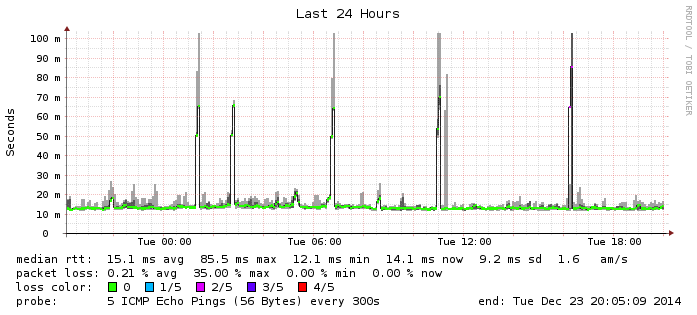 Last 24 Hours
RRDTOOL / TOBI OETIKER
Seconds
100 m
90 m
80 m
70 m
60 m
50 m
40 m
30 m
20 m
10 m
0
Tue 00:00 Tue 06:00 Tue 12:00 Tue 18:00
median rtt: 15.1 ms avg 85.5 ms max 12.1 ms min 14.1 ms now 9.2 ms sd 1.6 am/s
packet loss: 0.21 % avg 35.00 % max 0.00 % min 0.00 % now
loss color: 0 1/5 2/5 3/5 4/5
probe: 5 ICMP Echo Pings (56 Bytes) every 300s end: Tue Dec 23 20:05:09 2014